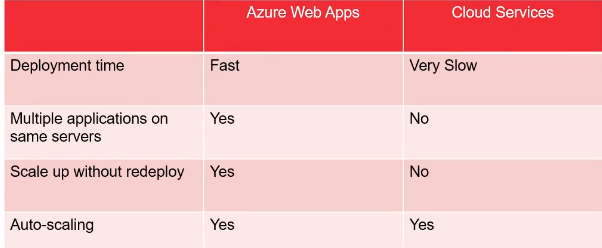 Azure Web Apps Cloud Services
Deployment time Fast Very Slow
Multiple applications on Yes No
same servers
Scale up without redeploy Yes No
Auto-scaling Yes Yes